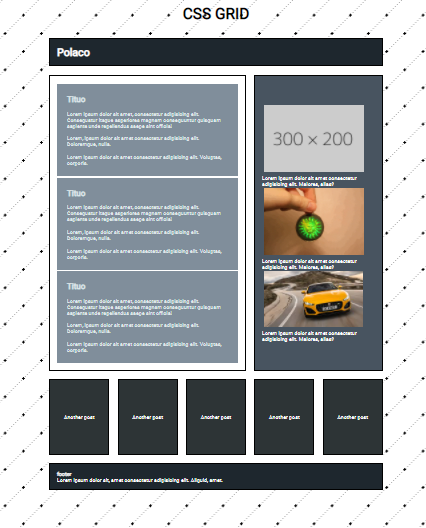 CSS GRID
Polaco
Tituo
Lorem ipsum dolor sit amet, consectetur adipisicing elit.
Consequatur itaque asperiores magnam consequuntur quisquam
sapiente unde repellendus saepe sint officia!
Lorem, ipsum dolor sit amet consectetur adipisicing elit.
Doloremque, nulla.
Lorem ipsum dolor sit amet consectetur adipisicing elit. Voluptas,
corporis.
Tituo
Lorem ipsum dolor sit amet, consectetur adipisicing elit.
Consequatur itaque asperiores magnam consequuntur quisquam
sapiente unde repellendus saepe sint officia!
Lorem, ipsum dolor sit amet consectetur adipisicing elit.
Doloremque, nulla.
Lorem ipsum dolor sit amet consectetur adipisicing elit. Voluptas,
corporis.
Tituo
Lorem ipsum dolor sit amet, consectetur adipisicing elit.
Consequatur itaque asperiores magnam consequuntur quisquam
sapiente unde repellendus saepe sint officia!
Lorem, ipsum dolor sit amet consectetur adipisicing elit.
Doloremque, nulla.
Lorem ipsum dolor sit amet consectetur adipisicing elit. Voluptas,
corporis.
300 × 200
Lorem ipsum dolor sit amet consectetur
adipisicing elit. Maiores, alias?
Lorem ipsum dolor sit amet consectetur
adipisicing elit. Maiores, alias?
Lorem ipsum dolor sit amet consectetur
adipisicing elit. Maiores, alias?
Another post
Another post
Another post
Another post
Another post
footer
Lorem ipsum dolor sit, amet consectetur adipisicing elit. Aliquid, amet.